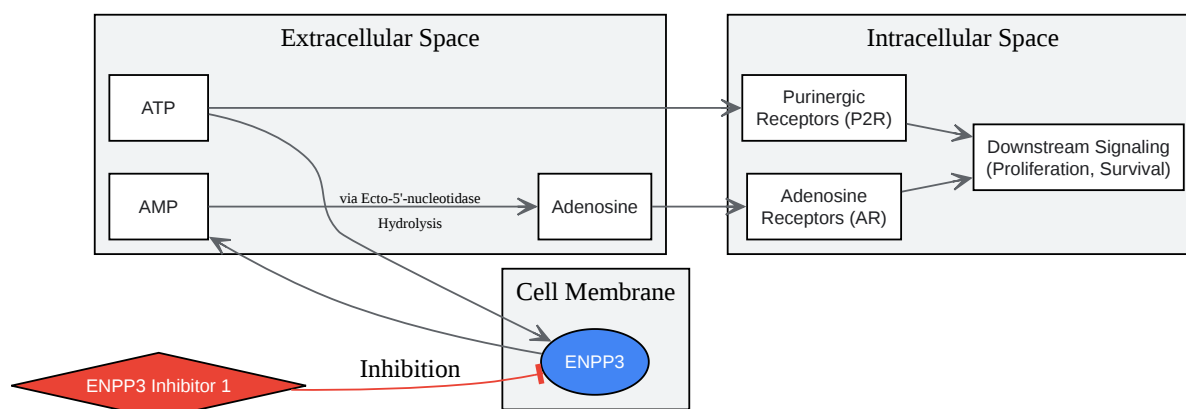 Extracellular Space
Intracellular Space
ATP
Purinergic
Receptors (P2R)
Downstream Signaling
(Proliferation, Survival)
AMP
via Ecto-5'-nucleotidase
Hydrolysis
Adenosine
Adenosine
Receptors (AR)
Cell Membrane
ENPP3
Inhibition
ENPP3 Inhibitor 1